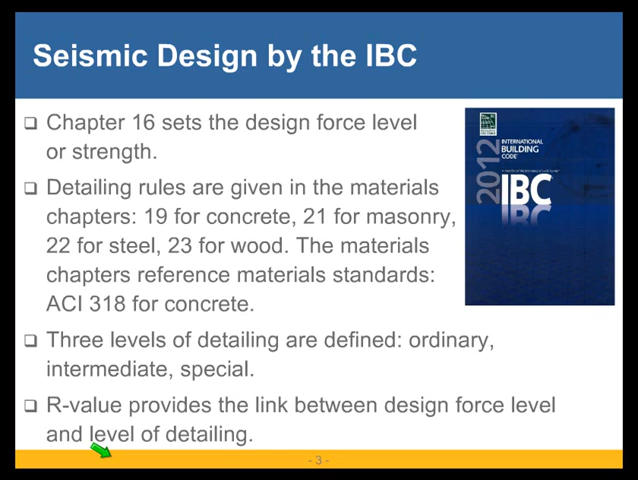 Seismic Design by the IBC
❑ Chapter 16 sets the design force level
or strength.
❑ Detailing rules are given in the materials
chapters: 19 for concrete, 21 for masonry,
22 for steel, 23 for wood. The materials
chapters reference materials standards:
ACI 318 for concrete.
❑ Three levels of detailing are defined: ordinary,
intermediate, special.
❑ R-value provides the link between design force level
and level of detailing.
2012
INTERNATIONAL
BUILDING
CODE
IBC
- 3 -